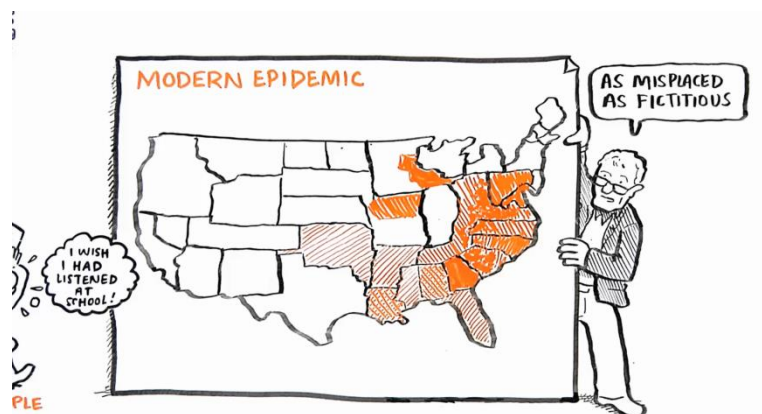 MODERN EPIDEMIC
AS MISPLACED
AS FICTITIOUS
I WISH
I HAD
LISTENED
AT
SCHOOL!
PLE